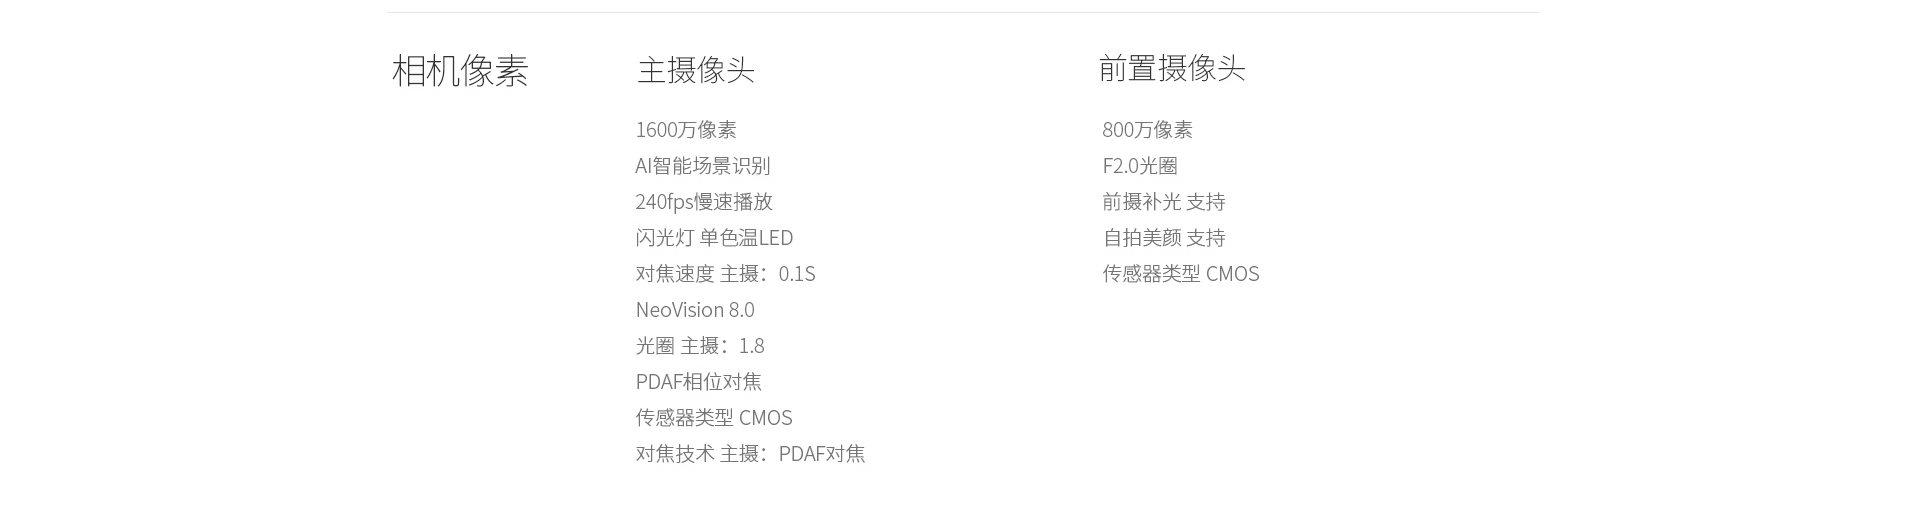 相机像素
主摄像头
1600万像素
AI智能场景识别
240fps慢速播放
闪光灯 单色温LED
对焦速度 主摄：0.1S
NeoVision 8.0
光圈 主摄：1.8
PDAF相位对焦
传感器类型 CMOS
对焦技术 主摄：PDAF对焦
前置摄像头
800万像素
F2.0光圈
前摄补光 支持
自拍美颜 支持
传感器类型 CMOS